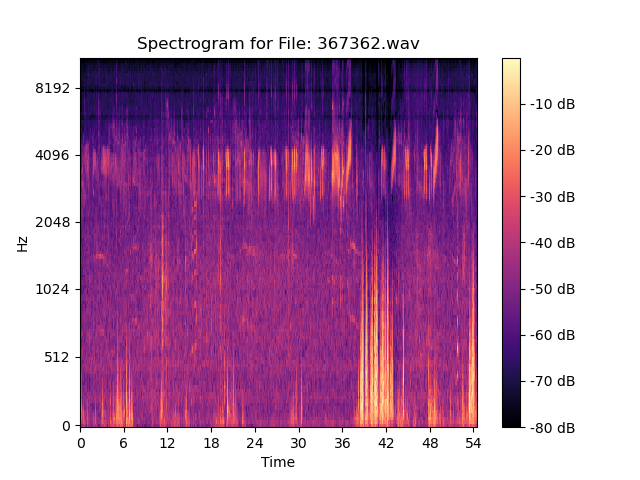 Spectrogram for File: 367362.wav
Hz
8192
4096
2048
1024
512
0
0 6 12 18 24 30 36 42 48 54
Time
-10 dB
-20 dB
-30 dB
-40 dB
-50 dB
-60 dB
-70 dB
-80 dB